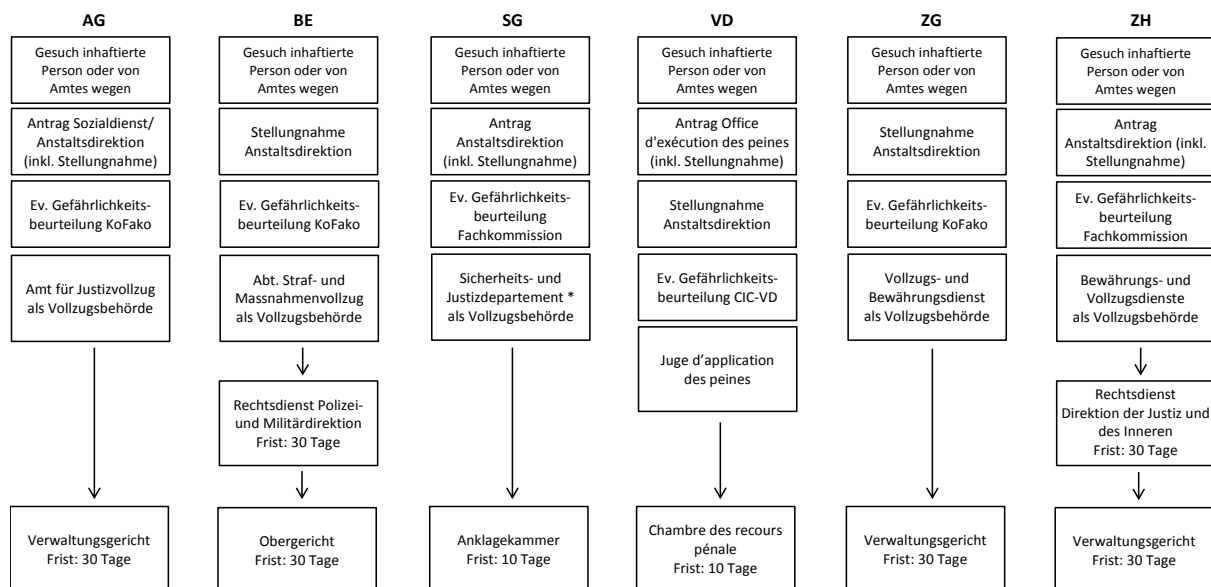 AG
Gesuch inhaftierte
Person oder von
Amtes wegen
Antrag Sozialdienst/
Anstaltsdirektion
(inkl. Stellungnahme)
Ev. Gefährlichkeits-
beurteilung KoFako
Amt für Justizvollzug
als Vollzugsbehörde
Verwaltungsgericht
Frist: 30 Tage
BE
Gesuch inhaftierte
Person oder von
Amtes wegen
Stellungnahme
Anstaltsdirektion
Ev. Gefährlichkeits-
beurteilung KoFako
Abt. Straf- und
Massnahmenvollzug
als Vollzugsbehörde
Rechtsdienst Polizei-
und Militärdirektion
Frist: 30 Tage
Obergericht
Frist: 30 Tage
SG
Gesuch inhaftierte
Person oder von
Amtes wegen
Antrag
Anstaltsdirektion
(inkl. Stellungnahme)
Ev. Gefährlichkeits-
beurteilung
Fachkommission
Sicherheits- und
Justizdepartement *
als Vollzugsbehörde
Anklagekammer
Frist: 10 Tage
VD
Gesuch inhaftierte
Person oder von
Amtes wegen
Antrag Office
d'exécution des peines
(inkl. Stellungnahme)
Stellungnahme
Anstaltsdirektion
Ev. Gefährlichkeits-
beurteilung CIC-VD
Juge d’application
des peines
Chambre des recours
pénale
Frist: 10 Tage
ZG
Gesuch inhaftierte
Person oder von
Amtes wegen
Stellungnahme
Anstaltsdirektion
Ev. Gefährlichkeits-
beurteilung KoFako
Vollzugs- und
Bewährungsdienst
als Vollzugsbehörde
Verwaltungsgericht
Frist: 30 Tage
ZH
Gesuch inhaftierte
Person oder von
Amtes wegen
Antrag
Anstaltsdirektion (inkl.
Stellungnahme)
Ev. Gefährlichkeits-
beurteilung
Fachkommission
Bewährungs- und
Vollzugsdienste
als Vollzugsbehörde
Rechtsdienst
Direktion der Justiz und
des Inneren
Frist: 30 Tage
Verwaltungsgericht
Frist: 30 Tage